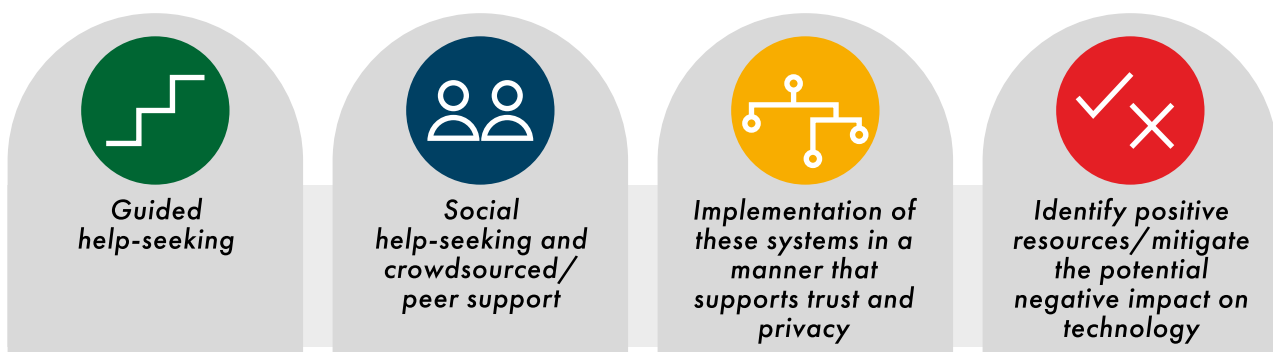 Guided
help-seeking
Social
help-seeking and
crowdsourced/
peer support
Implementation of
these systems in a
manner that
supports trust and
privacy
Identify positive
resources/mitigate
the potential
negative impact on
technology